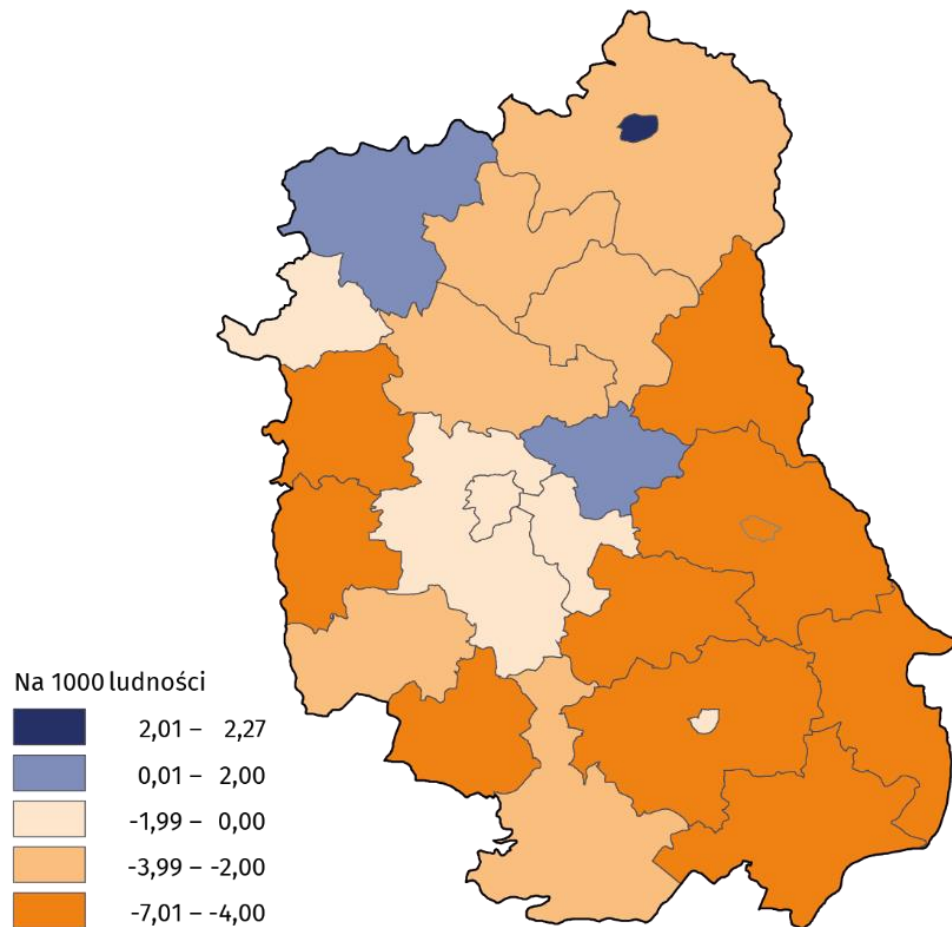 Na 1000 ludności
2,01 – 2,27
0,01 – 2,00
-1,99 – 0,00
-3,99 – -2,00
-7,01 – -4,00